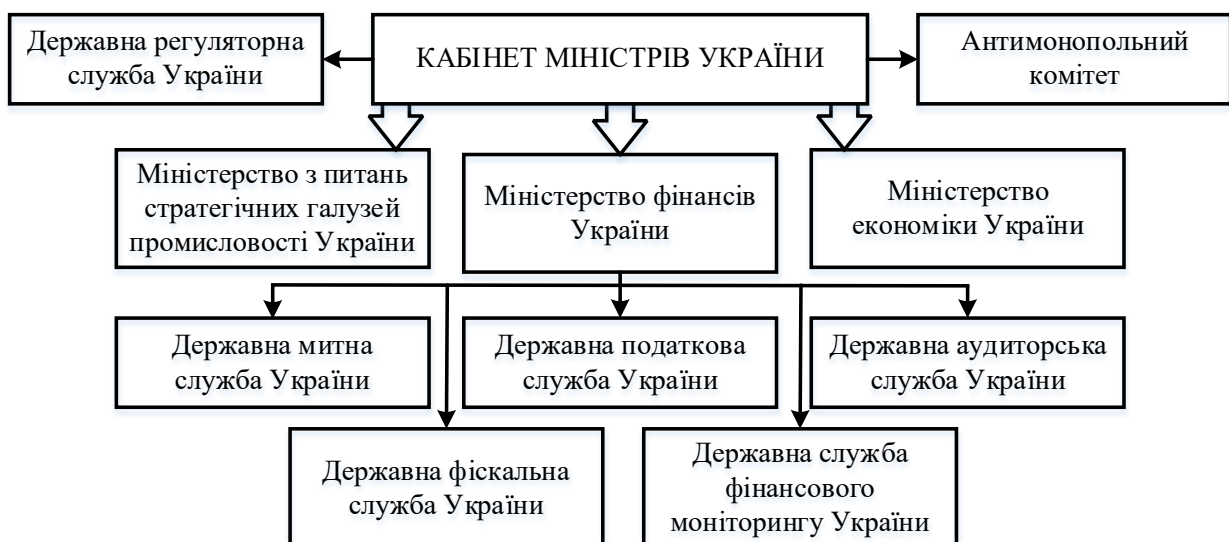 Державна регуляторна
служба України
КАБІНЕТ МІНІСТРІВ УКРАЇНИ
Антимонопольний
комітет
Міністерство з питань
стратегічних галузей
промисловості України
Міністерство фінансів
України
Міністерство
економіки України
Державна митна
служба України
Державна податкова
служба України
Державна аудиторська
служба України
Державна фіскальна
служба України
Державна служба
фінансового
моніторингу України